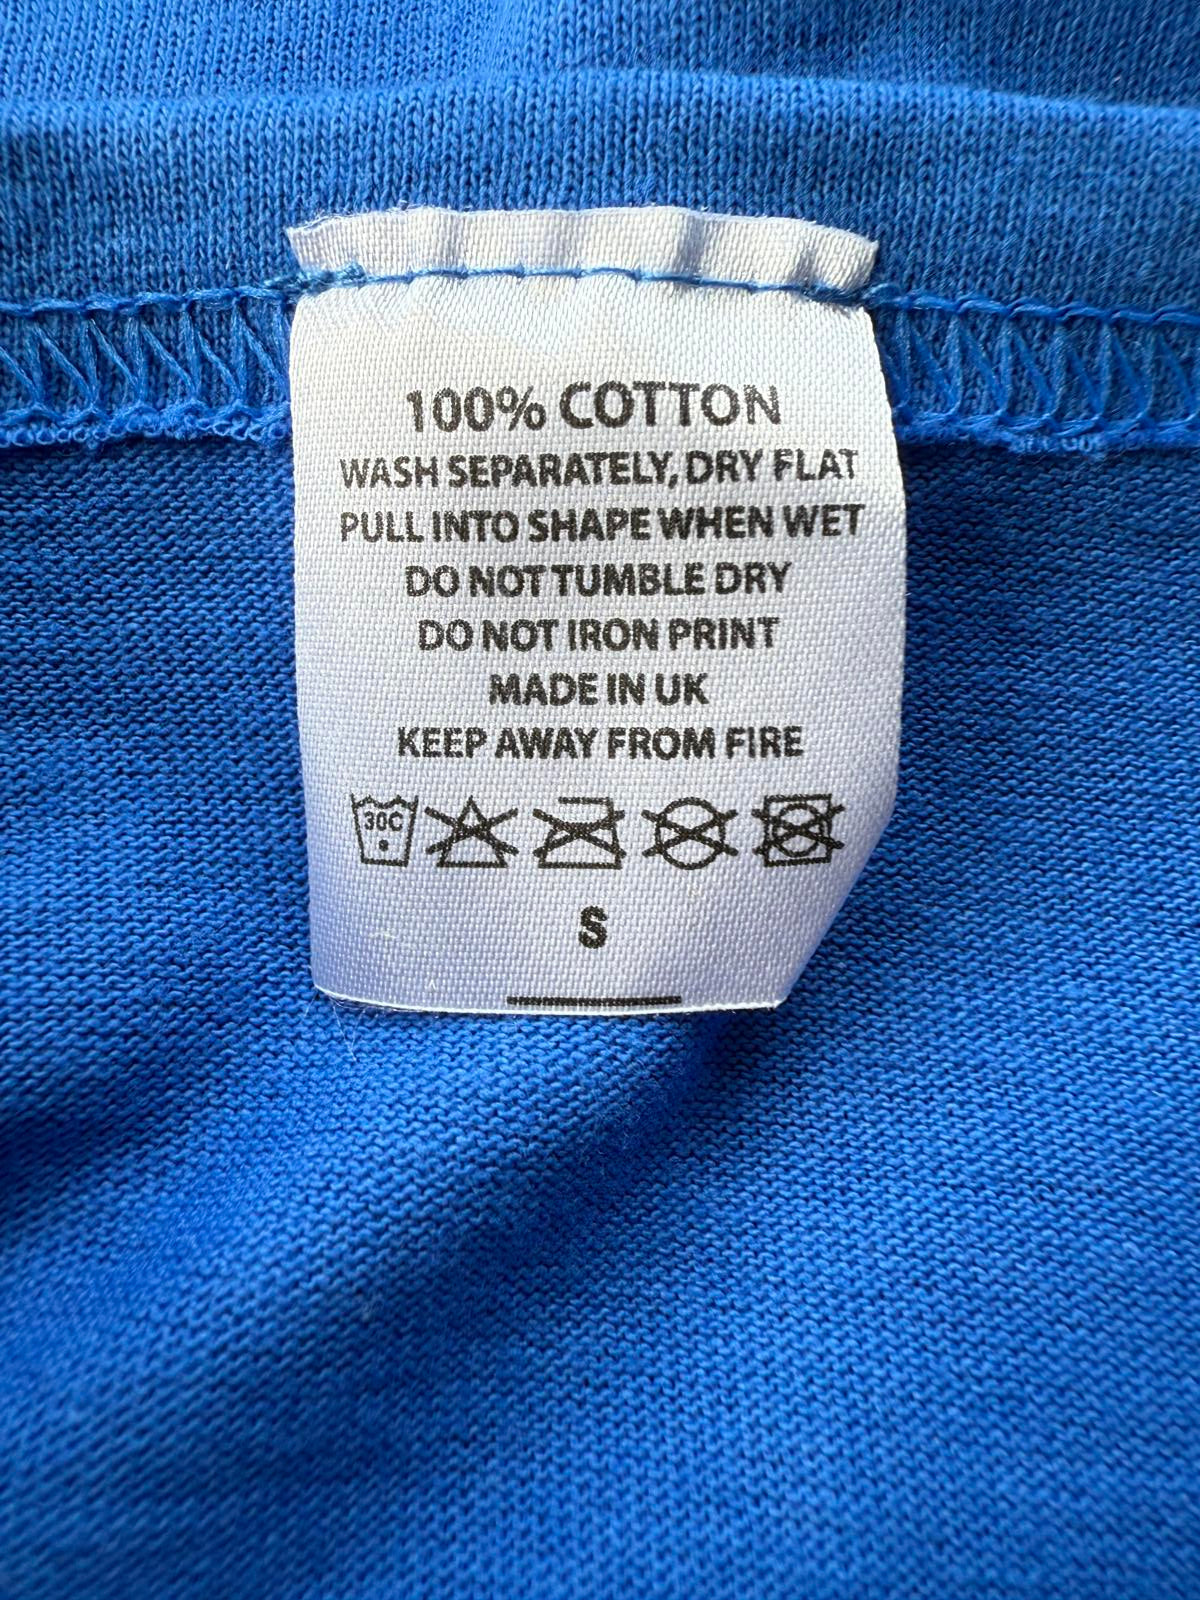 100% COTTON
WASH SEPARATELY, DRY FLAT
PULL INTO SHAPE WHEN WET
DO NOT TUMBLE DRY
DO NOT IRON PRINT
MADE IN UK
KEEP AWAY FROM FIRE
30C
S